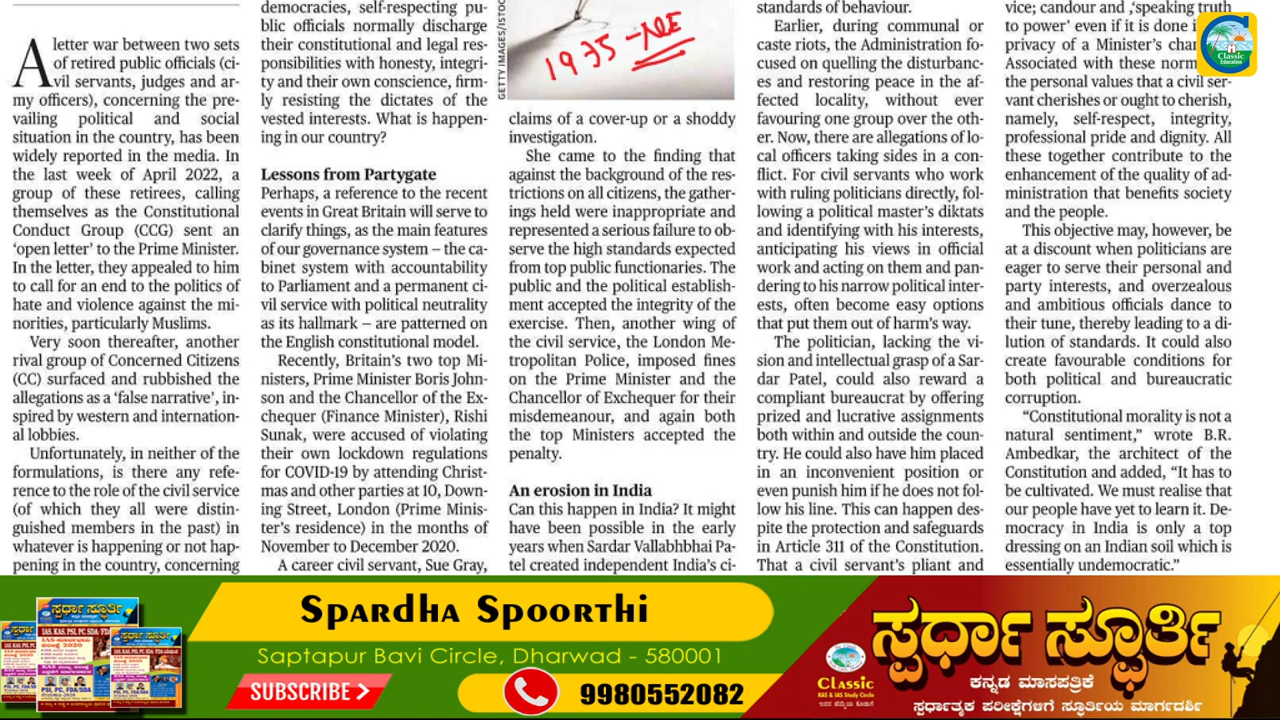 A letter war between two sets
of retired public officials (ci-
vil servants, judges and ar-
my officers), concerning the pre-
vailing political and social
situation in the country, has been
widely reported in the media. In
the last week of April 2022, a
group of these retirees, calling
themselves as the Constitutional
Conduct Group (CCG) sent an
‘open letter’ to the Prime Minister.
In the letter, they appealed to him
to call for an end to the politics of
hate and violence against the mi-
norities, particularly Muslims.
Very soon thereafter, another
rival group of Concerned Citizens
(CC) surfaced and rubbished the
allegations as a ‘false narrative’, in-
spired by western and internation-
al lobbies.
Unfortunately, in neither of the
formulations, is there any refe-
rence to the role of the civil service
(of which they all were distin-
guished members in the past) in
whatever is happening or not hap-
pening in the country, concerning
democracies, self-respecting pu-
blic officials normally discharge
their constitutional and legal res-
ponsibilities with honesty, integri-
ty and their own conscience, firm-
ly resisting the dictates of the
vested interests. What is happen-
ing in our country?
Lessons from Partygate
Perhaps, a reference to the recent
events in Great Britain will serve to
clarify things, as the main features
of our governance system – the ca-
binet system with accountability
to Parliament and a permanent ci-
vil service with political neutrality
as its hallmark – are patterned on
the English constitutional model.
Recently, Britain’s two top Mi-
nisters, Prime Minister Boris John-
son and the Chancellor of the Ex-
chequer (Finance Minister), Rishi
Sunak, were accused of violating
their own lockdown regulations
for COVID-19 by attending Christ-
mas and other parties at 10, Down-
ing Street, London (Prime Minis-
ter’s residence) in the months of
November to December 2020.
A career civil servant, Sue Gray,
GETTY IMAGES/ISTOC
1935
claims of a cover-up or a shoddy
investigation.
She came to the finding that
against the background of the res-
trictions on all citizens, the gather-
ings held were inappropriate and
represented a serious failure to ob-
serve the high standards expected
from top public functionaries. The
public and the political establish-
ment accepted the integrity of the
exercise. Then, another wing of
the civil service, the London Me-
tropolitan Police, imposed fines
on the Prime Minister and the
Chancellor of Exchequer for their
misdemeanour, and again both
the top Ministers accepted the
penalty.
An erosion in India
Can this happen in India? It might
have been possible in the early
years when Sardar Vallabhbhai Pa-
tel created independent India’s ci-
standards of behaviour.
Earlier, during communal or
caste riots, the Administration fo-
cused on quelling the disturbanc-
es and restoring peace in the af-
fected locality, without ever
favouring one group over the oth-
er. Now, there are allegations of lo-
cal officers taking sides in a con-
flict. For civil servants who work
with ruling politicians directly, fol-
lowing a political master’s diktats
and identifying with his interests,
anticipating his views in official
work and acting on them and pan-
dering to his narrow political inter-
ests, often become easy options
that put them out of harm’s way.
The politician, lacking the vi-
sion and intellectual grasp of a Sar-
dar Patel, could also reward a
compliant bureaucrat by offering
prized and lucrative assignments
both within and outside the coun-
try. He could also have him placed
in an inconvenient position or
even punish him if he does not fol-
low his line. This can happen des-
pite the protection and safeguards
in Article 311 of the Constitution.
That a civil servant’s pliant and
vice; candour and ‘speaking truth
to power’ even if it is done i
privacy of a Minister’s cha
Associated with these norm
the personal values that a civil ser-
vant cherishes or ought to cherish,
namely, self-respect, integrity,
professional pride and dignity. All
these together contribute to the
enhancement of the quality of ad-
ministration that benefits society
and the people.
This objective may, however, be
at a discount when politicians are
eager to serve their personal and
party interests, and overzealous
and ambitious officials dance to
their tune, thereby leading to a di-
lution of standards. It could also
create favourable conditions for
both political and bureaucratic
corruption.
“Constitutional morality is not a
natural sentiment,” wrote B.R.
Ambedkar, the architect of the
Constitution and added, “It has to
be cultivated. We must realise that
our people have yet to learn it. De-
mocracy in India is only a top
dressing on an Indian soil which is
essentially undemocratic.”
Classic
Education
ಸ್ಪರ್ಧಾ ಸ್ಫೂರ್ತಿ
Spardha Spoorthi
Saptapur Bavi Circle, Dharwad - 580001
SUBSCRIBE
9980552082
Classic
KAS & IAS Study Circle
ಸ್ಪರ್ಧಾ ಸ್ಫೂರ್ತಿ
ಕನ್ನಡ ಮಾಸಪತ್ರಿಕೆ
ಸ್ಪರ್ಧಾತ್ಮಕ ಪರೀಕ್ಷೆಗಳಿಗೆ ಸ್ಫೂರ್ತಿಯ ಮಾರ್ಗದರ್ಶಿ